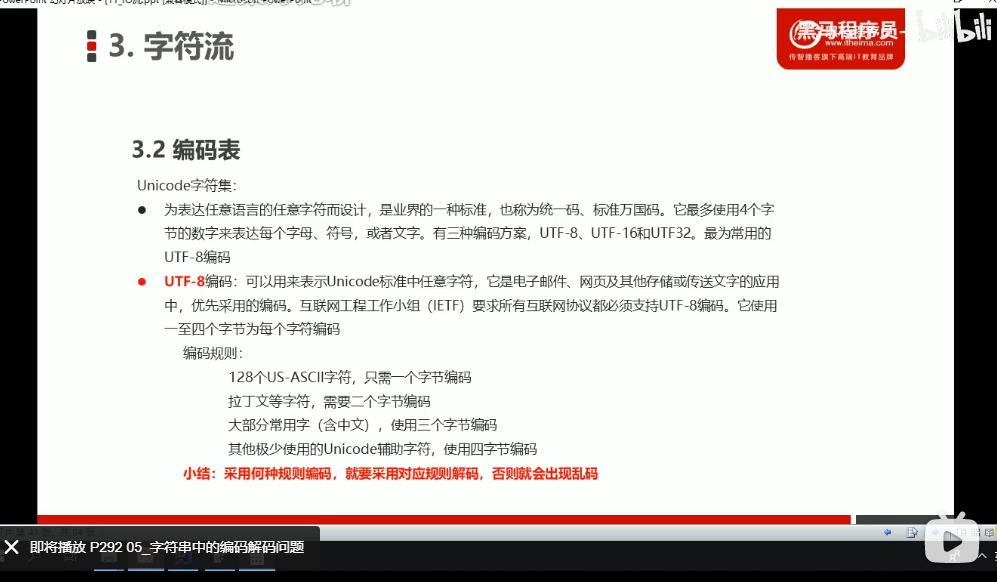 3. 字符流
黑马程序员
www.itheima.com
传智播客旗下高端IT教育品牌
bilibili
3.2 编码表
Unicode字符集：
为表达任意语言的任意字符而设计，是业界的一种标准，也称为统一码、标准万国码。它最多使用4个字
节的数字来表达每个字母、符号，或者文字。有三种编码方案，UTF-8、UTF-16和UTF32。最为常用的
UTF-8编码
UTF-8编码：可以用来表示Unicode标准中任意字符，它是电子邮件、网页及其他存储或传送文字的应用
中，优先采用的编码。互联网工程工作小组（IETF）要求所有互联网协议都必须支持UTF-8编码。它使用
一至四个字节为每个字符编码
编码规则：
128个US-ASCII字符，只需一个字节编码
拉丁文等字符，需要二个字节编码
大部分常用字（含中文），使用三个字节编码
其他极少使用的Unicode辅助字符，使用四字节编码
小结：采用何种规则编码，就要采用对应规则解码，否则就会出现乱码
即将播放 P292 05_字符串中的编码解码问题